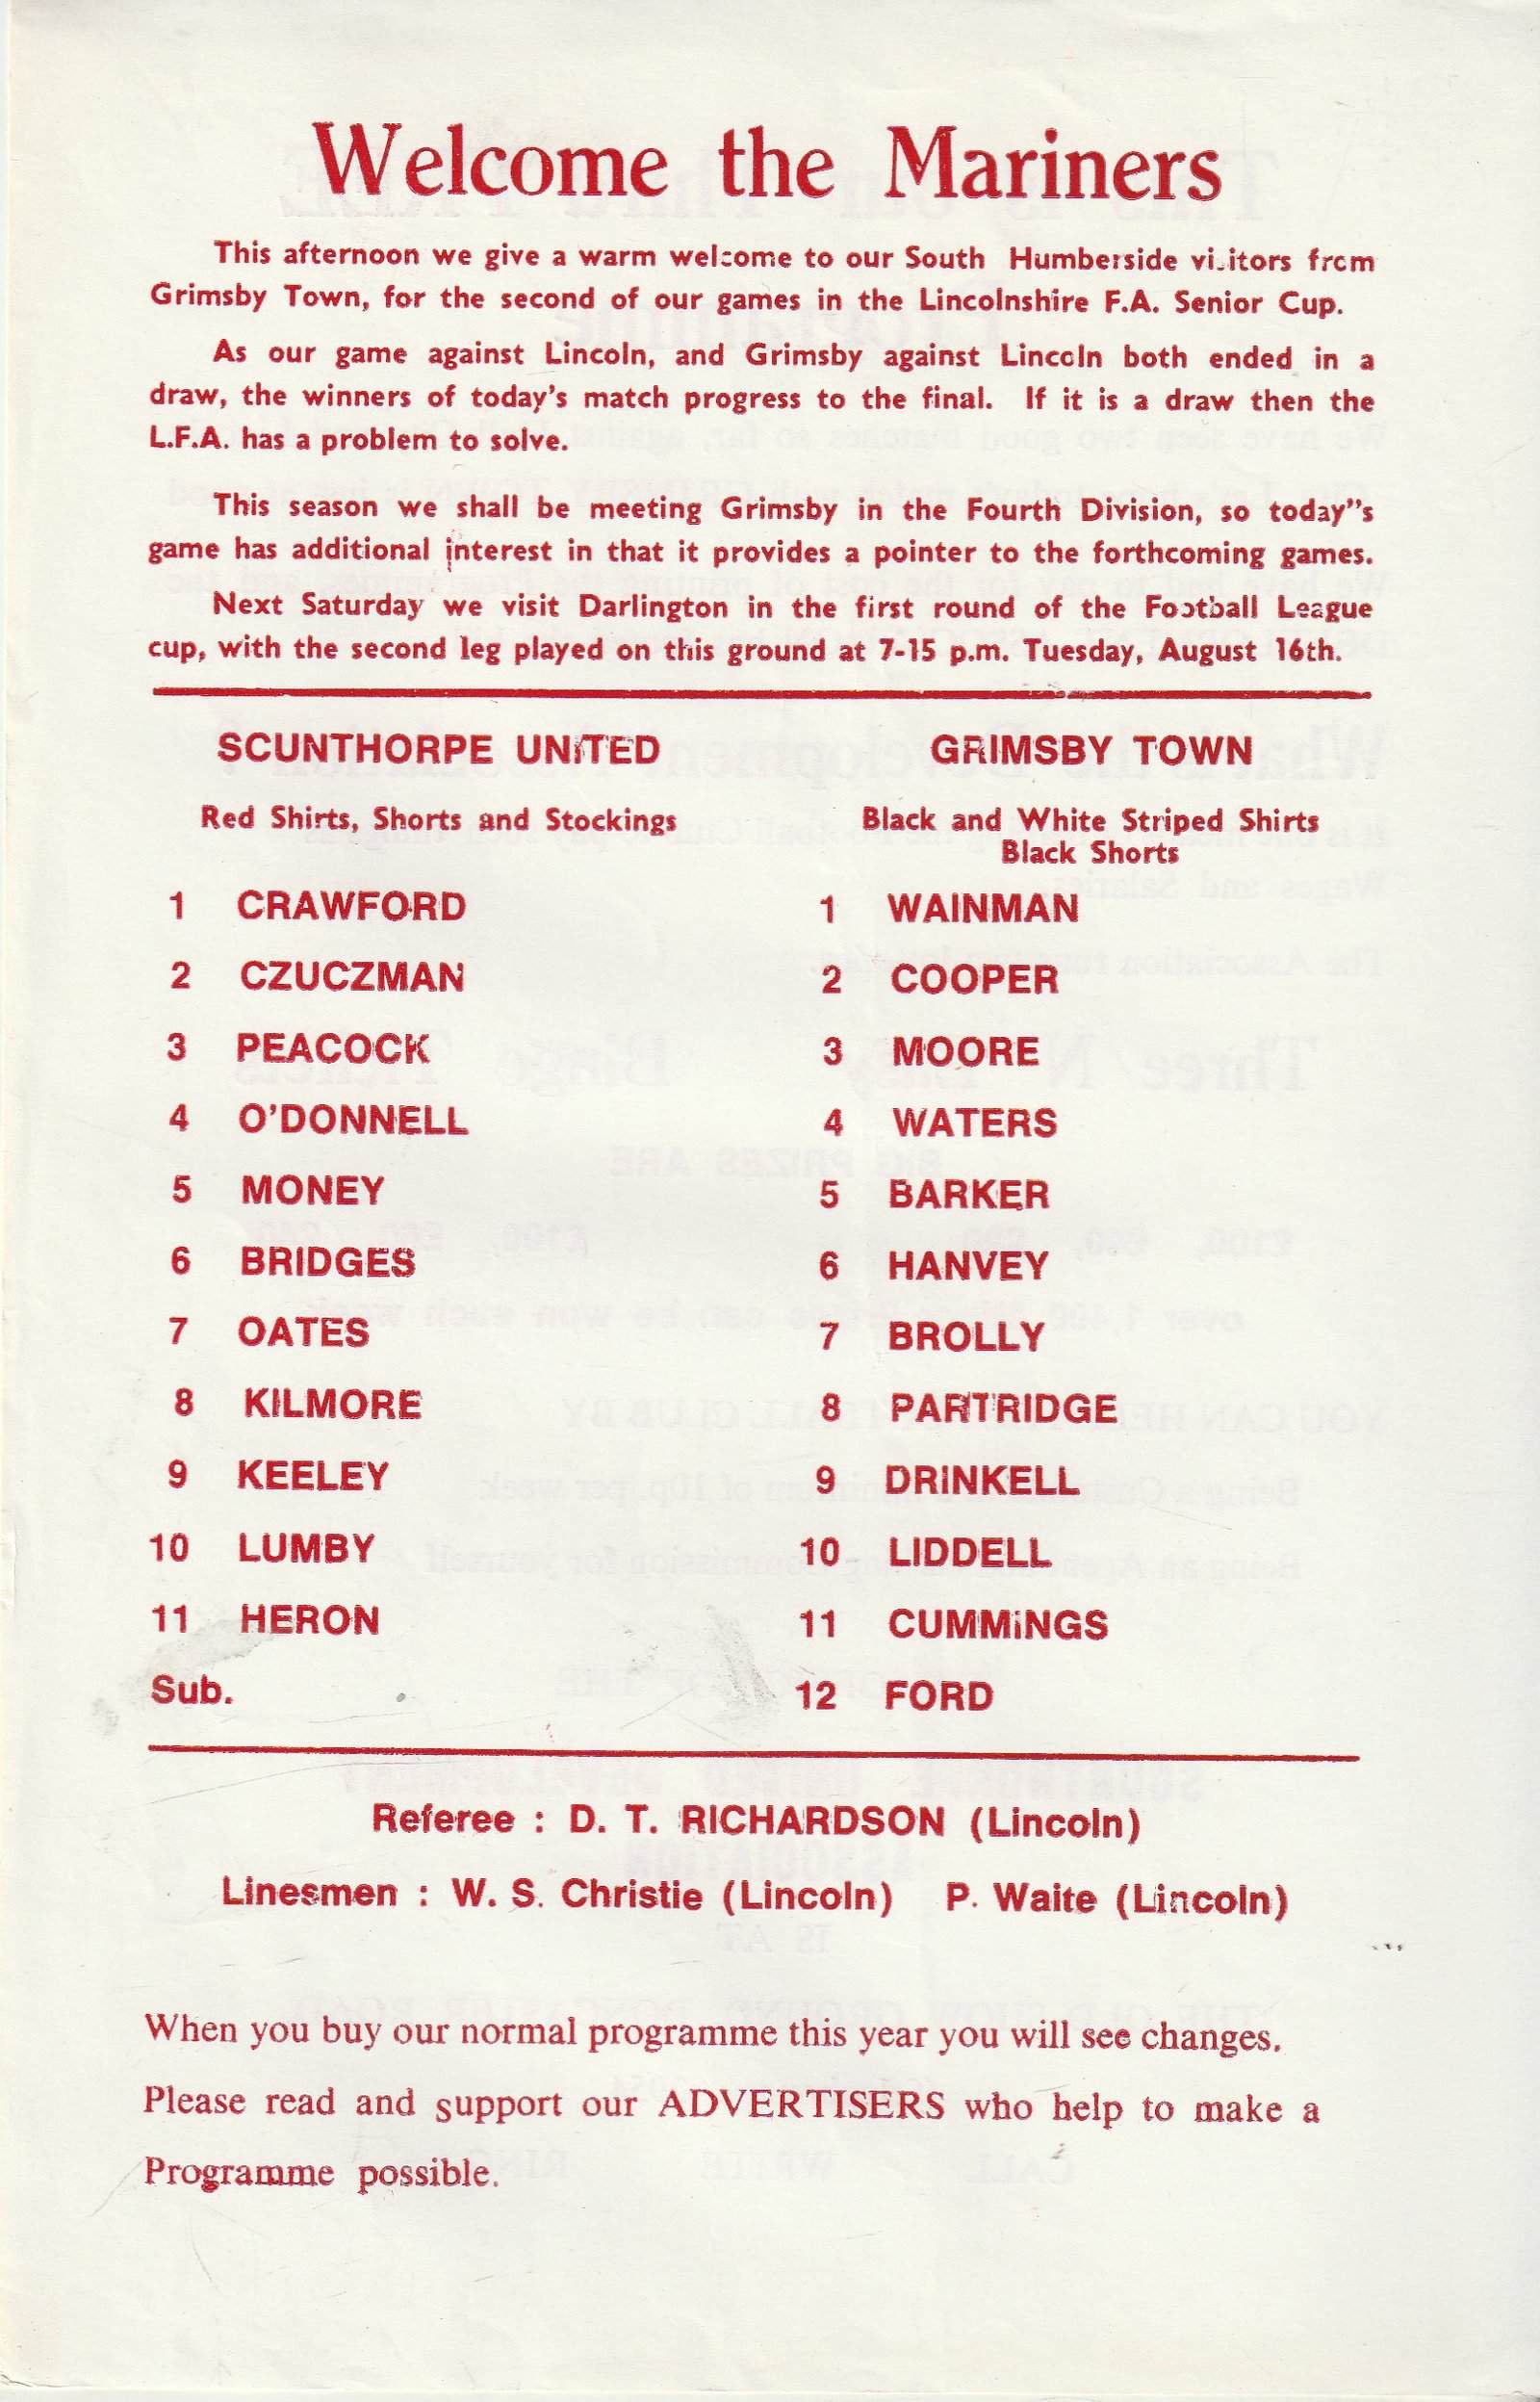 Welcome the Mariners
This afternoon we give a warm welcome to our South Humberside visitors from
Grimsby Town, for the second of our games in the Lincolnshire F.A. Senior Cup.
As our game against Lincoln, and Grimsby against Lincoln both ended in a
draw, the winners of today's match progress to the final. If it is a draw then the
L.F.A. has a problem to solve.
This season we shall be meeting Grimsby in the Fourth Division, so today"s
game has additional interest in that it provides a pointer to the forthcoming games.
Next Saturday we visit Darlington in the first round of the Football League
cup, with the second leg played on this ground at 7-15 p.m. Tuesday, August 16th.
SCUNTHORPE UNITED
Red Shirts, Shorts and Stockings
1 CRAWFORD
2 CZUCZMAN
3 PEACOCK
4 O'DONNELL
5 MONEY
6 BRIDGES
7 OATES
8 KILMORE
9 KEELEY
10 LUMBY
11 HERON
Sub.
GRIMSBY TOWN
Black and White Striped Shirts
Black Shorts
1 WAINMAN
2 COOPER
3 MOORE
4 WATERS
5 BARKER
6 HANVEY
7 BROLLY
8 PARTRIDGE
9 DRINKELL
10 LIDDELL
11 CUMMINGS
12 FORD
Referee : D. T. RICHARDSON (Lincoln)
Linesmen : W. S. Christie (Lincoln) P. Waite (Lincoln)
When you buy our normal programme this year you will see changes.
Please read and support our ADVERTISERS who help to make a
Programme possible.